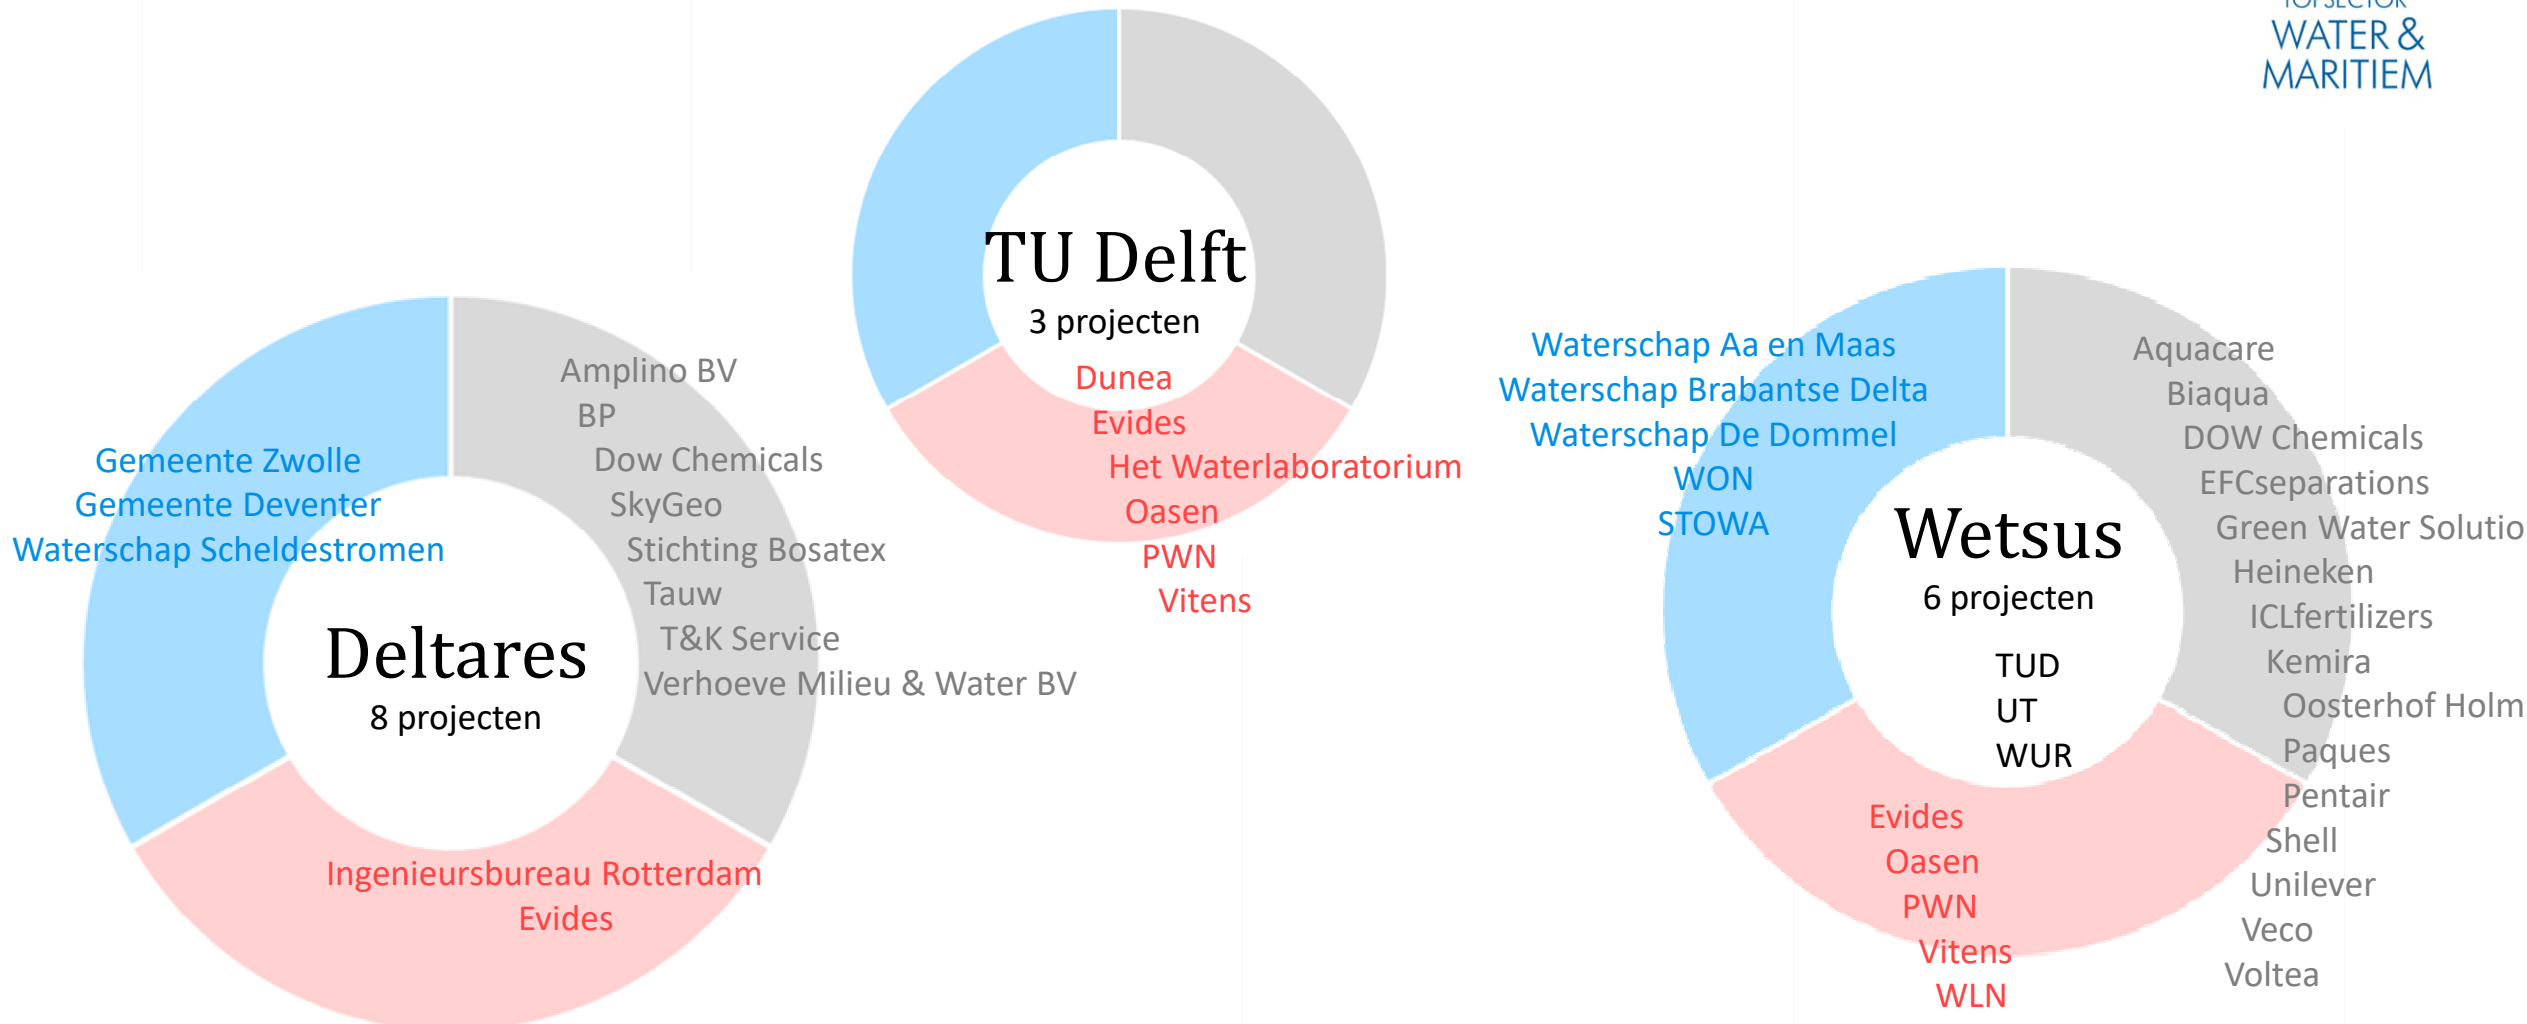 TOPSECTOR
WATER &
MARITIEM
TU Delft
3 projecten
Dunea
Evides
Het Waterlaboratorium
Oasen
PWN
Vitens
Gemeente Zwolle
Gemeente Deventer
Waterschap Scheldestromen
Amplino BV
BP
Dow Chemicals
SkyGeo
Stichting Bosatex
Tauw
T&K Service
Verhoeve Milieu & Water BV
Deltares
8 projecten
Ingenieursbureau Rotterdam
Evides
Waterschap Aa en Maas
Waterschap Brabantse Delta
Waterschap De Dommel
WON
STOWA
Aquacare
Biaqua
DOW Chemicals
EFCseparations
Green Water Solutio
Heineken
ICLfertilizers
Kemira
Oosterhof Holm
Paques
Pentair
Shell
Unilever
Veco
Voltea
Wetsus
6 projecten
TUD
UT
WUR
Evides
Oasen
PWN
Vitens
WLN